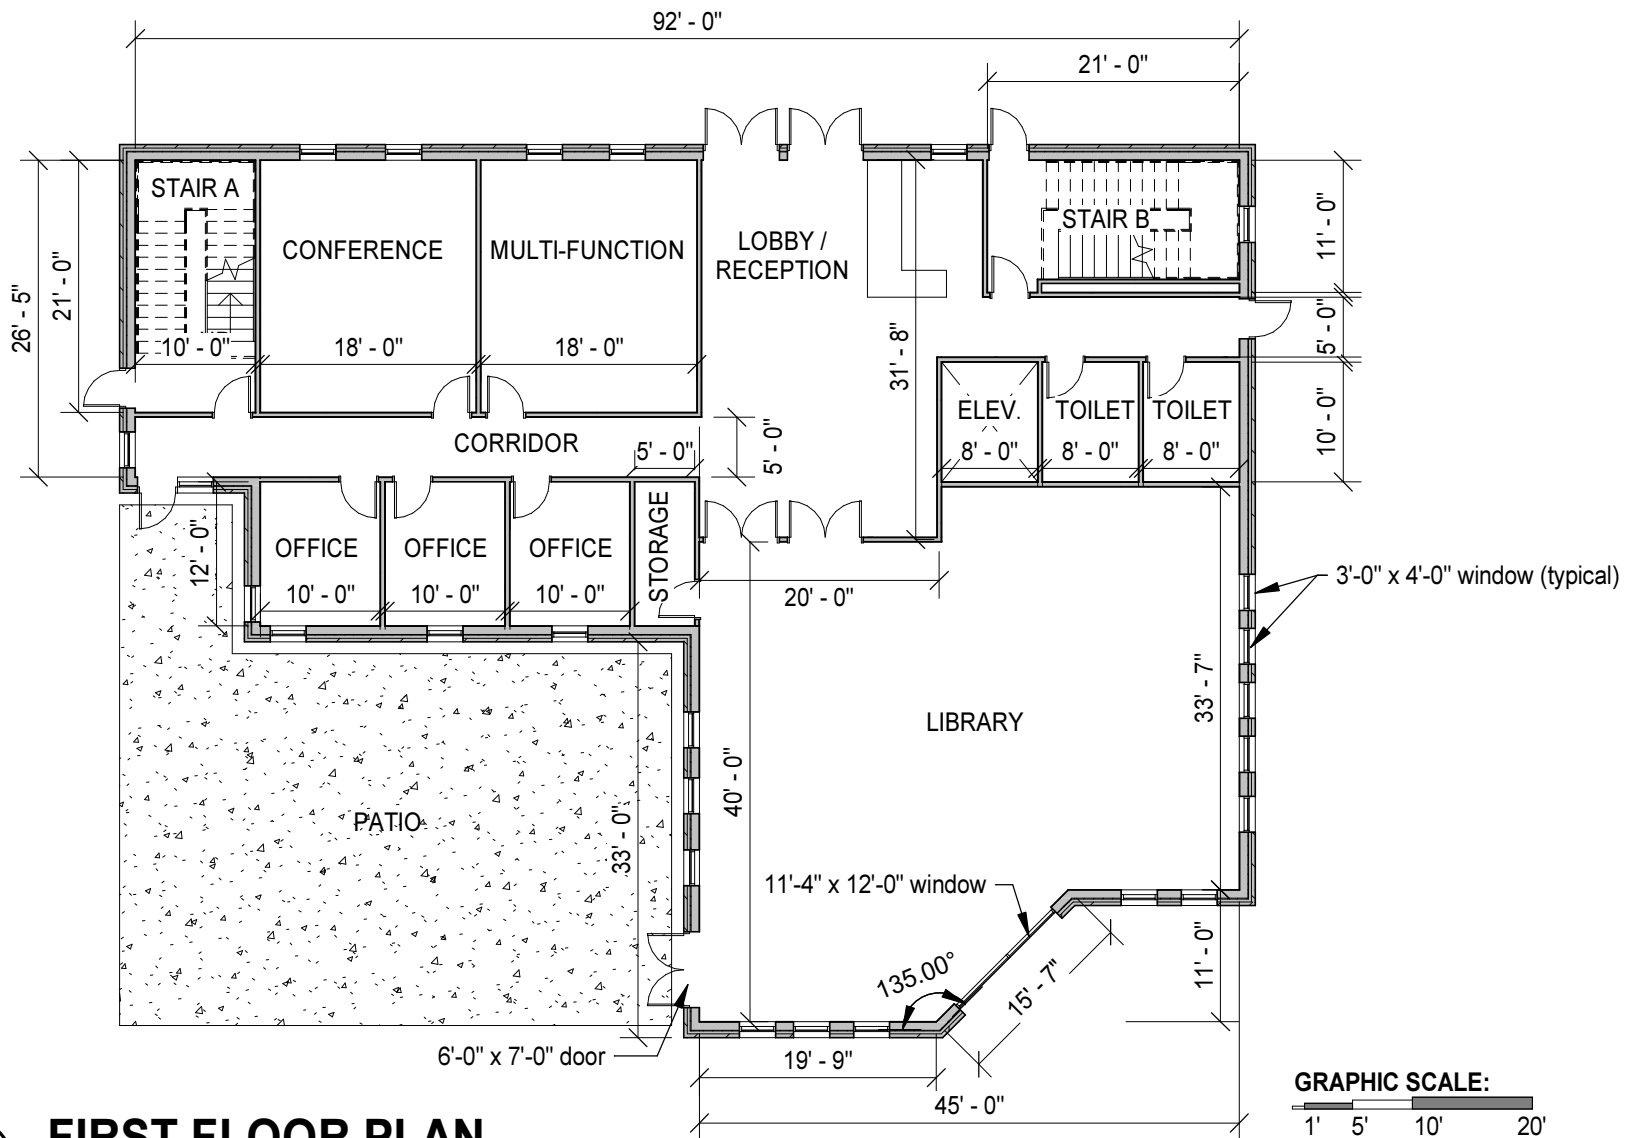 92' - 0"
21' - 0"
STAIR A
CONFERENCE
MULTI-FUNCTION
LOBBY /
RECEPTION
STAIR B
11' - 0"
26' - 5"
21' - 0"
10' - 0"
18' - 0"
18' - 0"
31' - 8"
5' - 0"
ELEV.
TOILET
TOILET
8' - 0"
8' - 0"
8' - 0"
10' - 0"
CORRIDOR
5' - 0"
5' - 0"
12' - 0"
OFFICE
OFFICE
OFFICE
STORAGE
10' - 0"
10' - 0"
10' - 0"
20' - 0"
3'-0" x 4'-0" window (typical)
33' - 7"
LIBRARY
40' - 0"
PATIO
33' - 0"
11'-4" x 12'-0" window
135.00°
15' - 7"
11' - 0"
6'-0" x 7'-0" door
19' - 9"
45' - 0"
GRAPHIC SCALE:
1' 5' 10' 20'
FIRST FLOOR PLAN